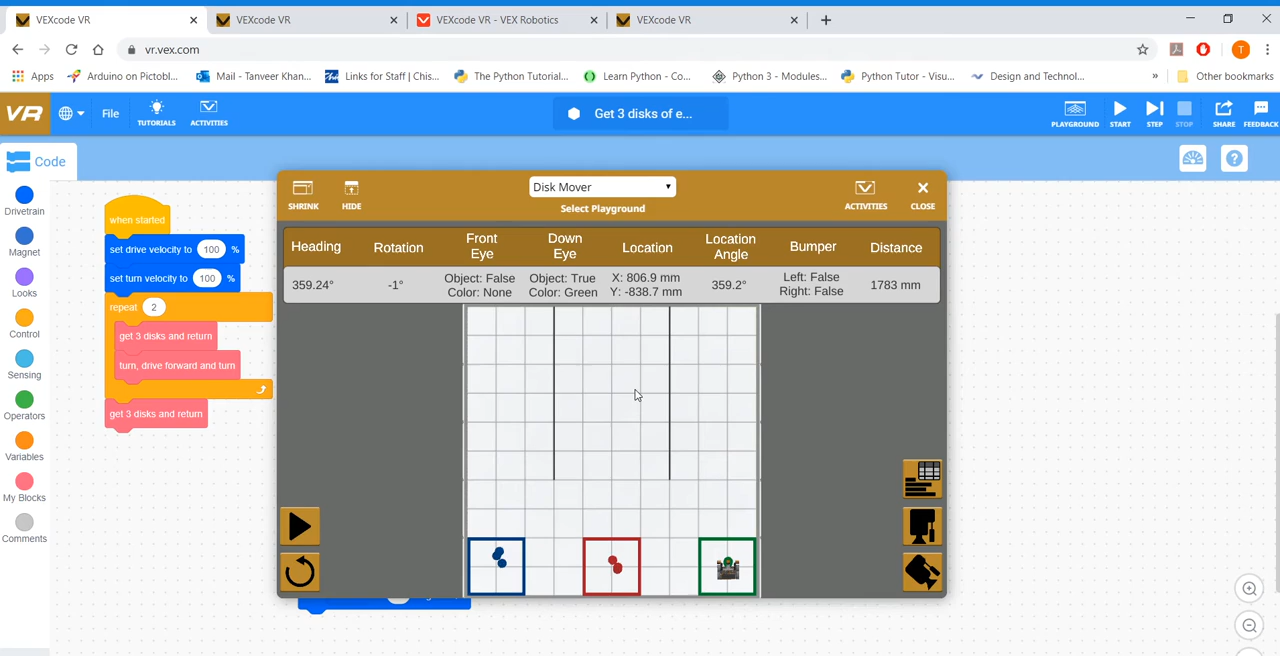 VEXcode VR
VEXcode VR
VEXcode VR - VEX Robotics
VEXcode VR
vr.vex.com
T
Apps
Arduino on Pictobl...
Mail - Tanveer Khan...
Links for Staff | Chis...
The Python Tutorial...
Learn Python - Co...
Python 3 - Modules...
Python Tutor - Visu...
Design and Technol...
»
Other bookmarks
VR
File
TUTORIALS
ACTIVITIES
Get 3 disks of e...
PLAYGROUND
START
STEP
STOP
SHARE
FEEDBACK
Code
Drivetrain
Magnet
Looks
Control
Sensing
Operators
Variables
My Blocks
Comments
when started
set drive velocity to 100 %
set turn velocity to 100 %
repeat 2
get 3 disks and return
turn, drive forward and turn
get 3 disks and return
SHRINK
HIDE
Disk Mover
Select Playground
ACTIVITIES
CLOSE
Heading
Rotation
Front
Eye
Down
Eye
Location
Location
Angle
Bumper
Distance
359.24°
-1°
Object: False
Color: None
Object: True
Color: Green
X: 806.9 mm
Y: -838.7 mm
359.2°
Left: False
Right: False
1783 mm